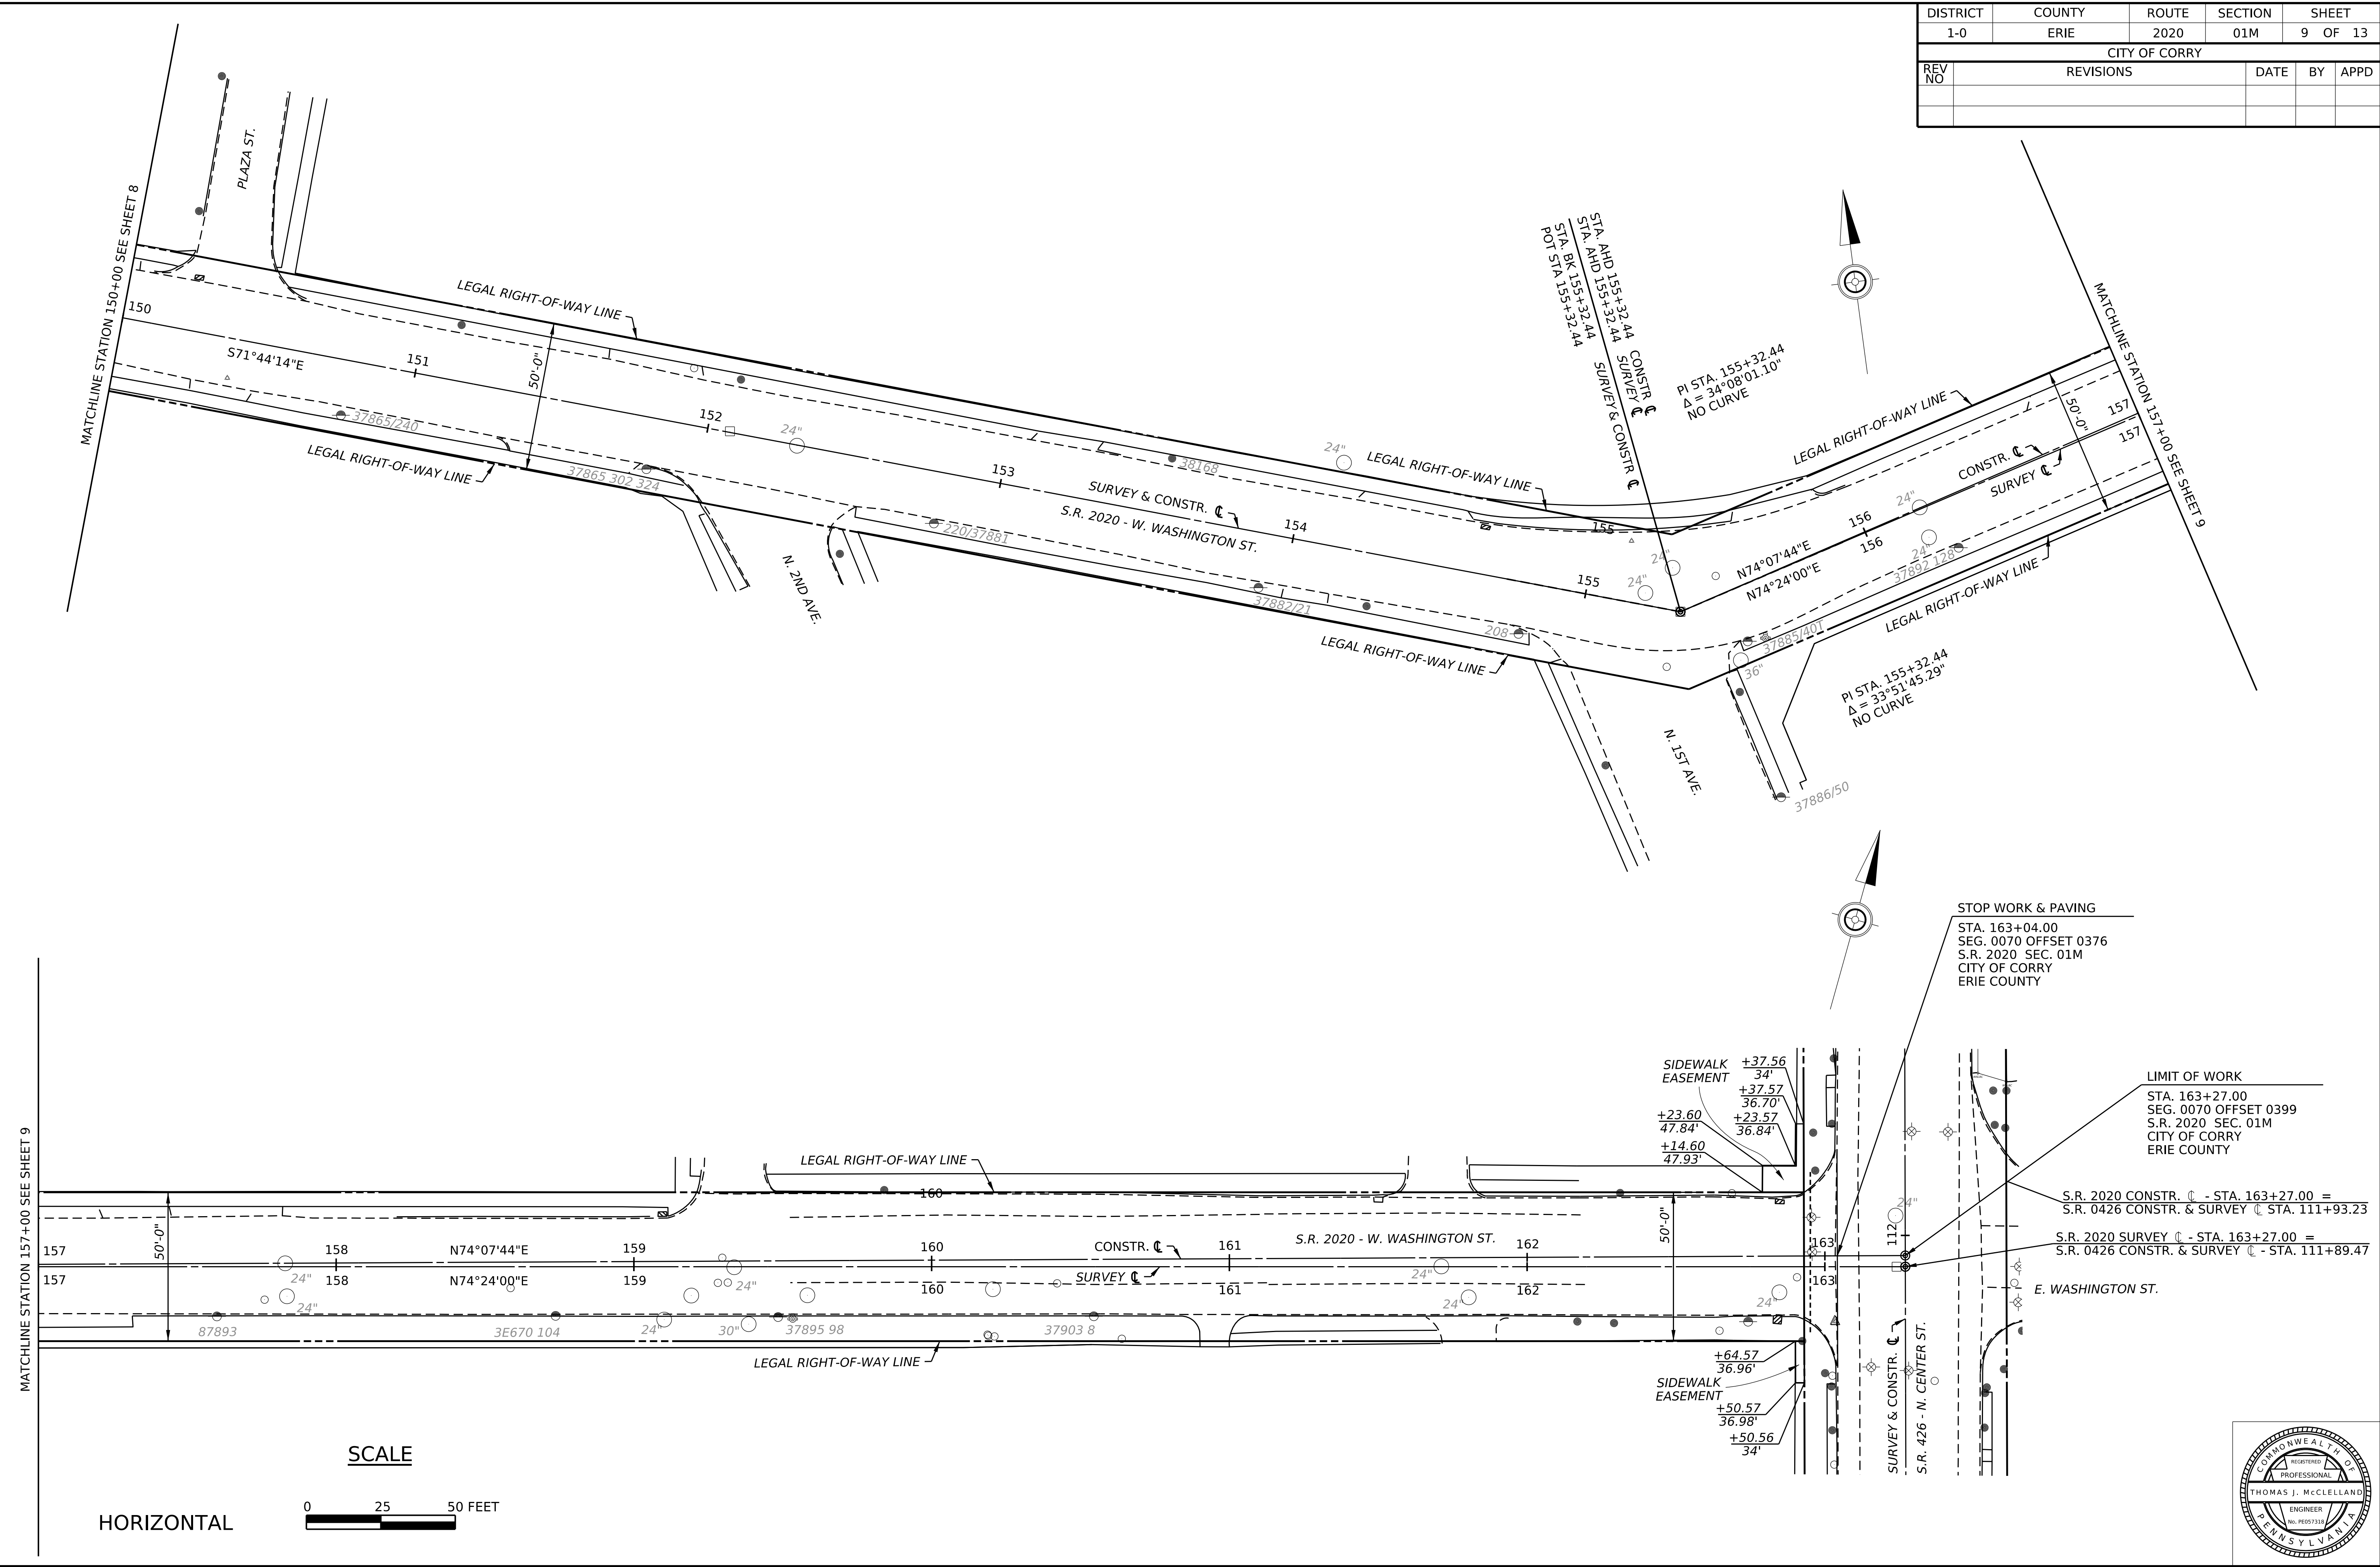 DISTRICT COUNTY ROUTE SECTION SHEET
1-0 ERIE 2020 01M 9 OF 13
CITY OF CORRY
REV NO REVISIONS DATE BY APPD
MATCHLINE STATION 150+00 SEE SHEET 8
PLAZA ST.
150
S71°44'14"E
151
LEGAL RIGHT-OF-WAY LINE
50'-0"
37865/240
LEGAL RIGHT-OF-WAY LINE
37865 302 324
152
24"
N. 2ND AVE.
153
220/37881
SURVEY & CONSTR. ℄
S.R. 2020 - W. WASHINGTON ST.
38168
24"
LEGAL RIGHT-OF-WAY LINE
154
37882/21
LEGAL RIGHT-OF-WAY LINE
208
155
155
24"
24"
STA. AHD 155+32.44 CONSTR ℄
STA. AHD 155+32.44 SURVEY ℄
STA. BK 155+32.44
POT STA 155+32.44 SURVEY & CONSTR ℄
PI STA. 155+32.44
Δ = 34°08'01.10"
NO CURVE
LEGAL RIGHT-OF-WAY LINE
50'-0"
157
157
CONSTR. ℄
SURVEY ℄
24"
156
156
24"
N74°07'44"E
N74°24'00"E
37892 128
LEGAL RIGHT-OF-WAY LINE
37885/40T
36"
N. 1ST AVE.
37886/50
PI STA. 155+32.44
Δ = 33°51'45.29"
NO CURVE
MATCHLINE STATION 157+00 SEE SHEET 9
STOP WORK & PAVING
STA. 163+04.00
SEG. 0070 OFFSET 0376
S.R. 2020 SEC. 01M
CITY OF CORRY
ERIE COUNTY
LIMIT OF WORK
STA. 163+27.00
SEG. 0070 OFFSET 0399
S.R. 2020 SEC. 01M
CITY OF CORRY
ERIE COUNTY
S.R. 2020 CONSTR. ℄ - STA. 163+27.00 =
S.R. 0426 CONSTR. & SURVEY ℄ STA. 111+93.23
S.R. 2020 SURVEY ℄ - STA. 163+27.00 =
S.R. 0426 CONSTR. & SURVEY ℄ - STA. 111+89.47
E. WASHINGTON ST.
MATCHLINE STATION 157+00 SEE SHEET 9
157
157
50'-0"
24"
24"
158
158
N74°07'44"E
N74°24'00"E
159
159
87893
3E670 104
24"
30"
24"
37895 98
37903 8
LEGAL RIGHT-OF-WAY LINE
160
160
160
CONSTR. ℄
SURVEY ℄
LEGAL RIGHT-OF-WAY LINE
161
161
S.R. 2020 - W. WASHINGTON ST.
24"
24"
162
162
50'-0"
24"
163
163
112
24"
SIDEWALK
EASEMENT
+37.56
34'
+37.57
36.70'
+23.60
47.84'
+23.57
36.84'
+14.60
47.93'
+64.57
36.96'
SIDEWALK
EASEMENT
+50.57
36.98'
+50.56
34'
SURVEY & CONSTR. ℄
S.R. 426 - N. CENTER ST.
SCALE
HORIZONTAL
0 25 50 FEET
COMMONWEALTH OF
REGISTERED
PROFESSIONAL
THOMAS J. McCLELLAND
ENGINEER
No. PE057318
PENNSYLVANIA